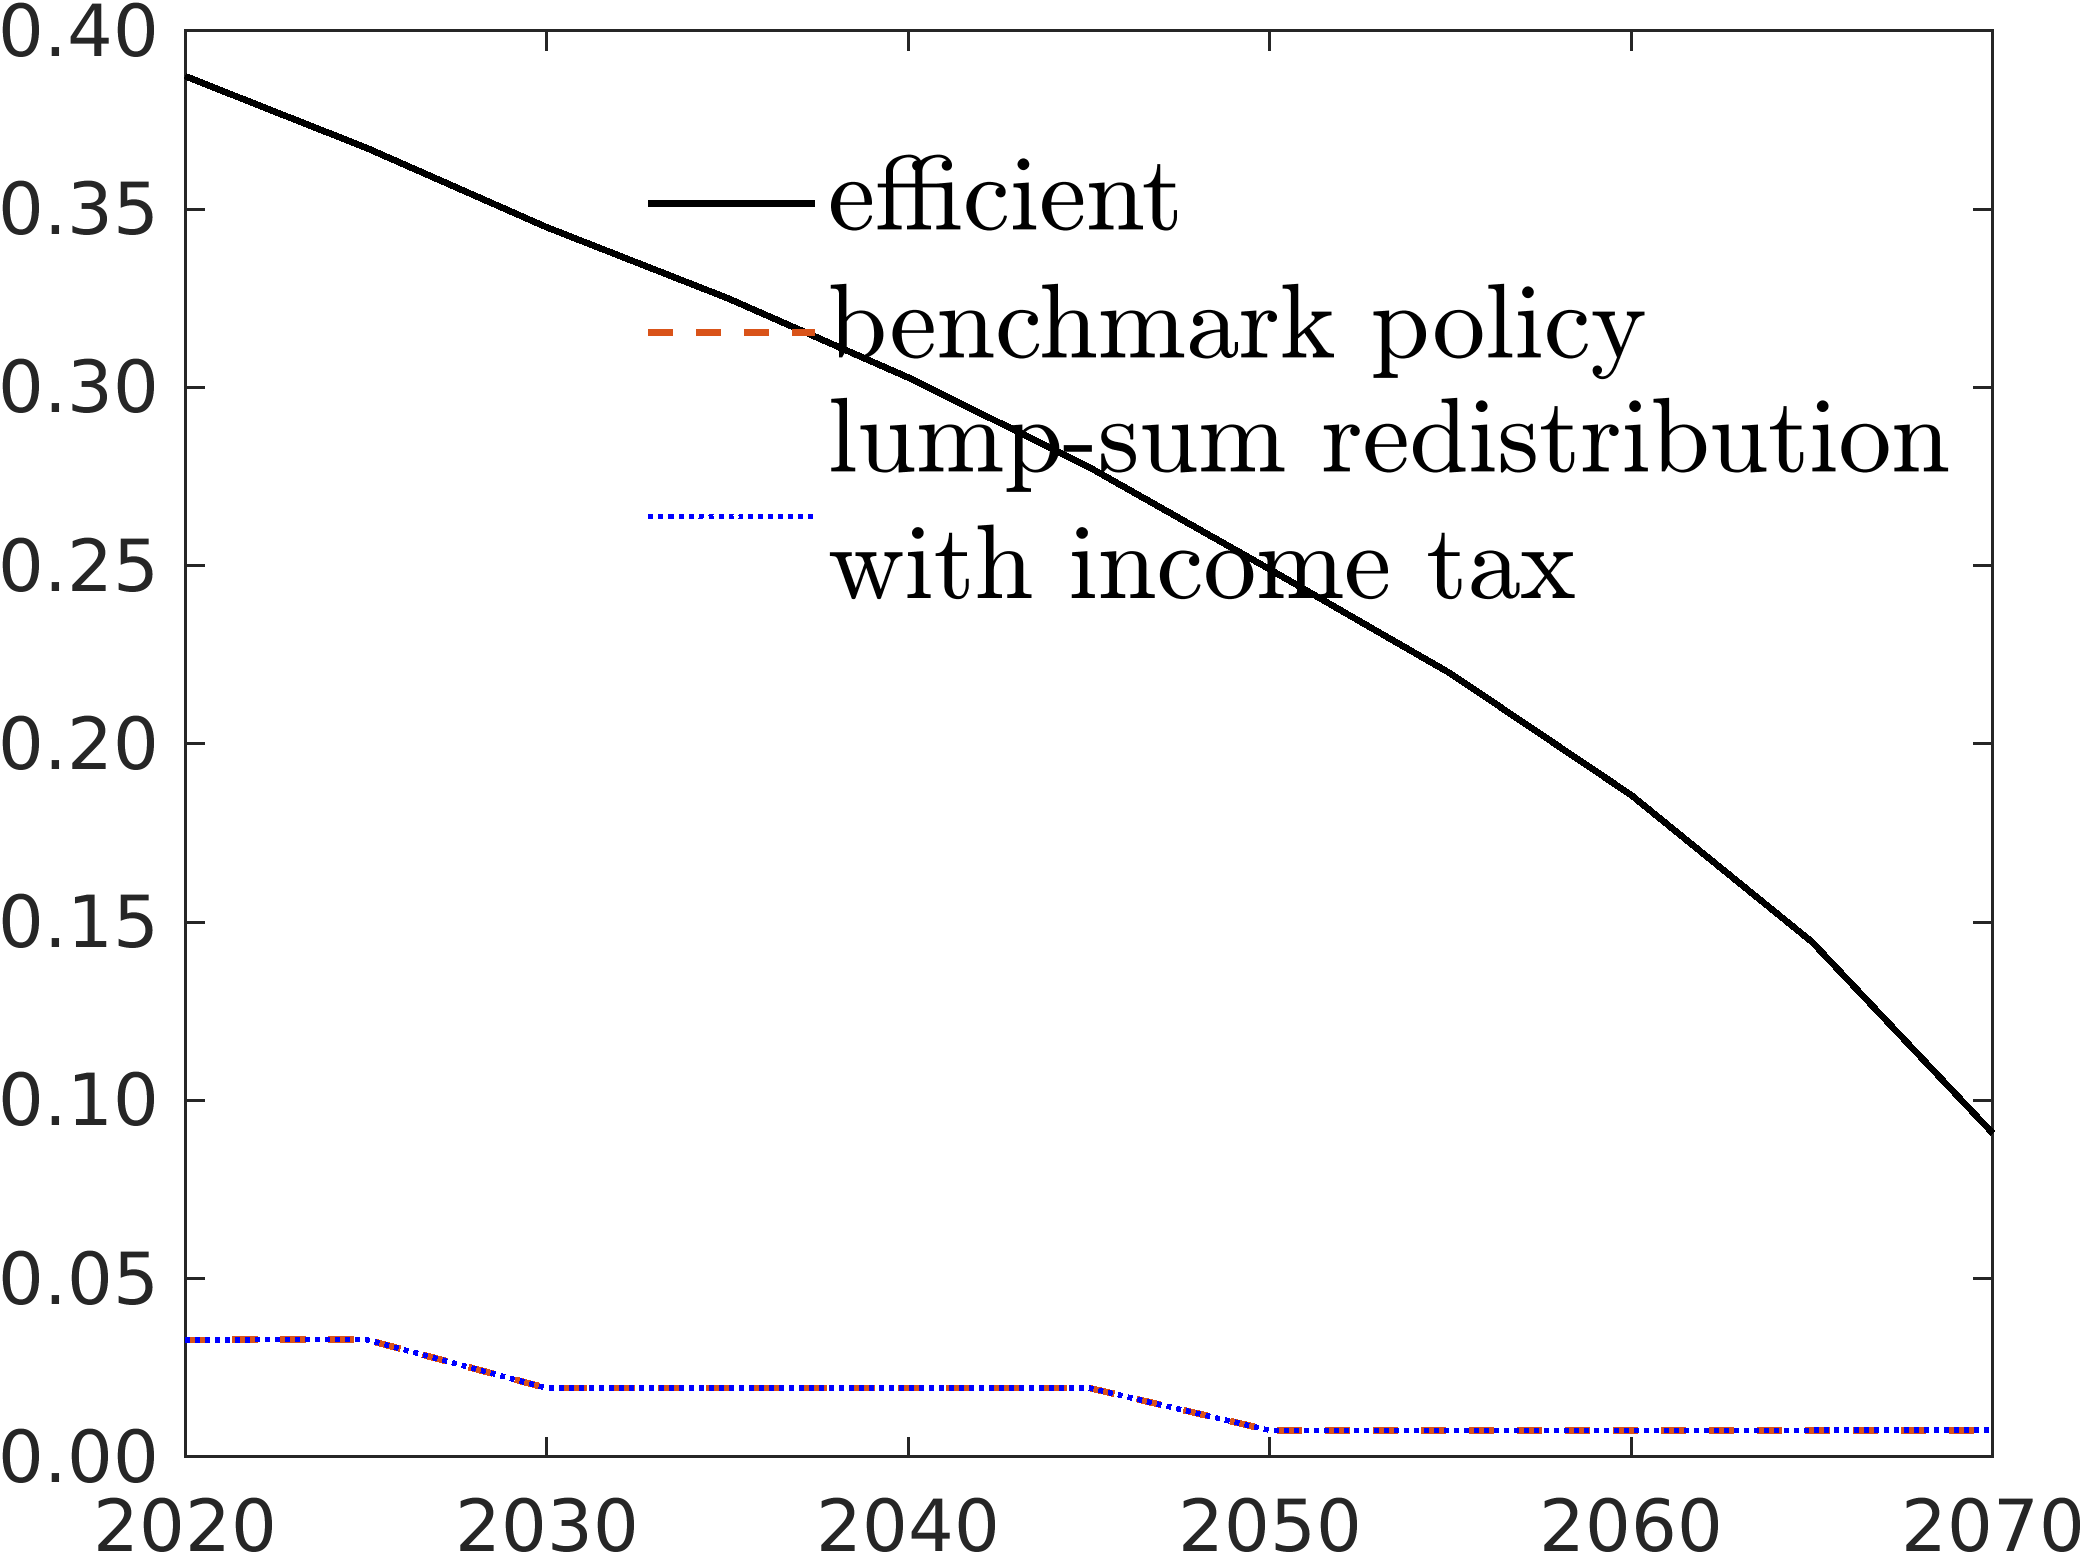 0.40
0.35
0.30
0.25
0.20
0.15
0.10
0.05
0.00
efficient
benchmark policy
lump-sum redistribution
with income tax
2020 2030 2040 2050 2060 2070